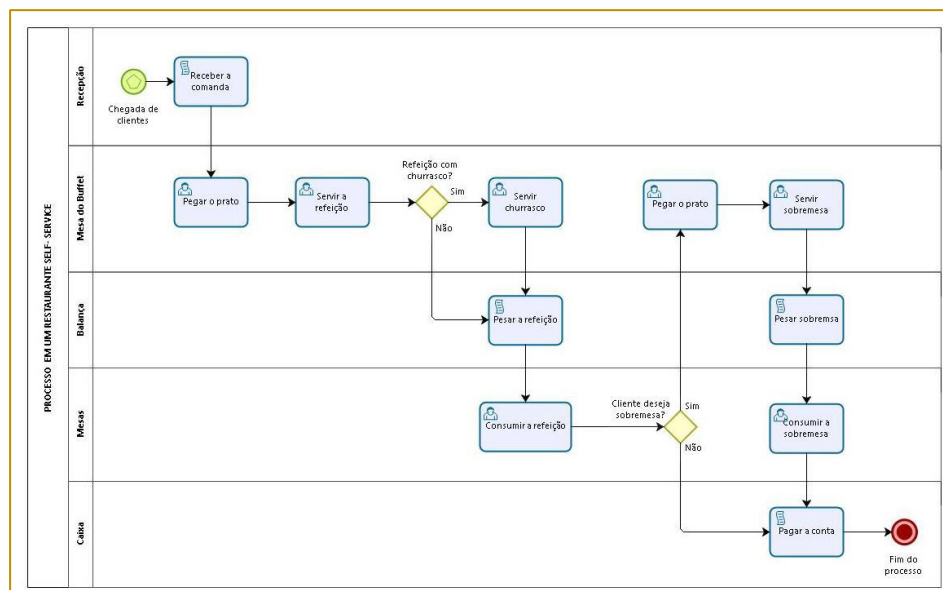 PROCESSO EM UM RESTAURANTE SELF- SERVICE
Recepção
Chegada de
clientes
Receber a
comanda
Mesa do Buffet
Pegar o prato
Servir a
refeição
Refeição com
churrasco?
Sim
Não
Servir
churrasco
Pegar o prato
Servir
sobremesa
Balança
Pesar a refeição
Pesar sobremsa
Mesas
Consumir a refeição
Cliente deseja
sobremesa?
Sim
Não
Consumir a
sobremesa
Caixa
Pagar a conta
Fim do
processo